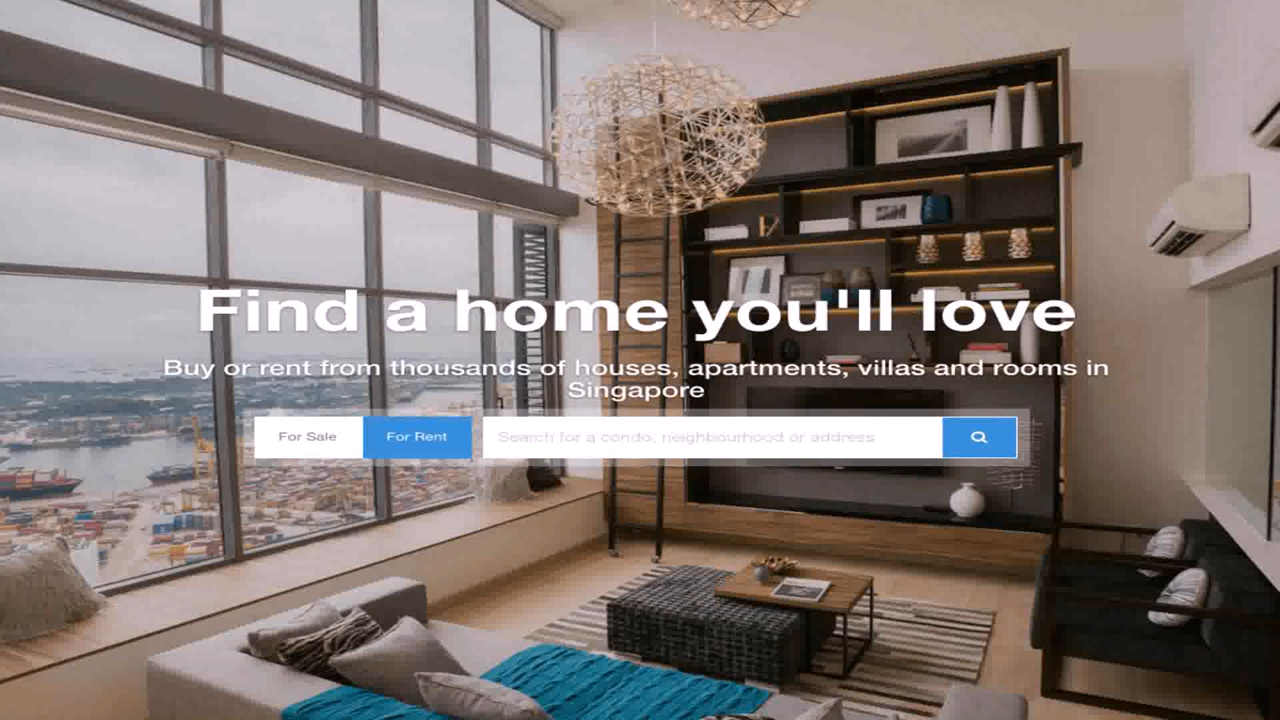 Find a home you'll love
Buy or rent from thousands of houses, apartments, villas and rooms in
Singapore
For Sale
For Rent
Search for a condo, neighbourhood or address